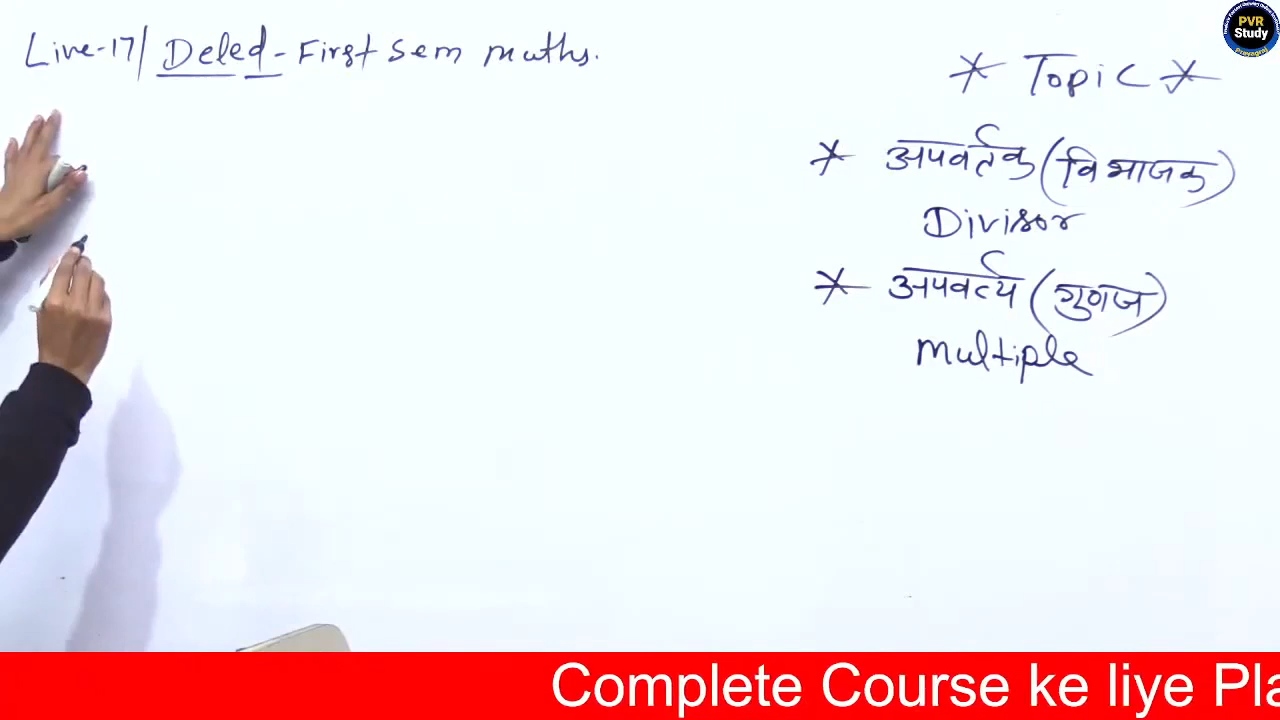 Live-17/ Deled - First Sem maths.
* Topic *
* अपवर्तक (विभाजक)
Divisor
* अपवर्त्य (गुणज)
multiple
PVR
Study
Prayagraj
Complete Course ke liye Pla